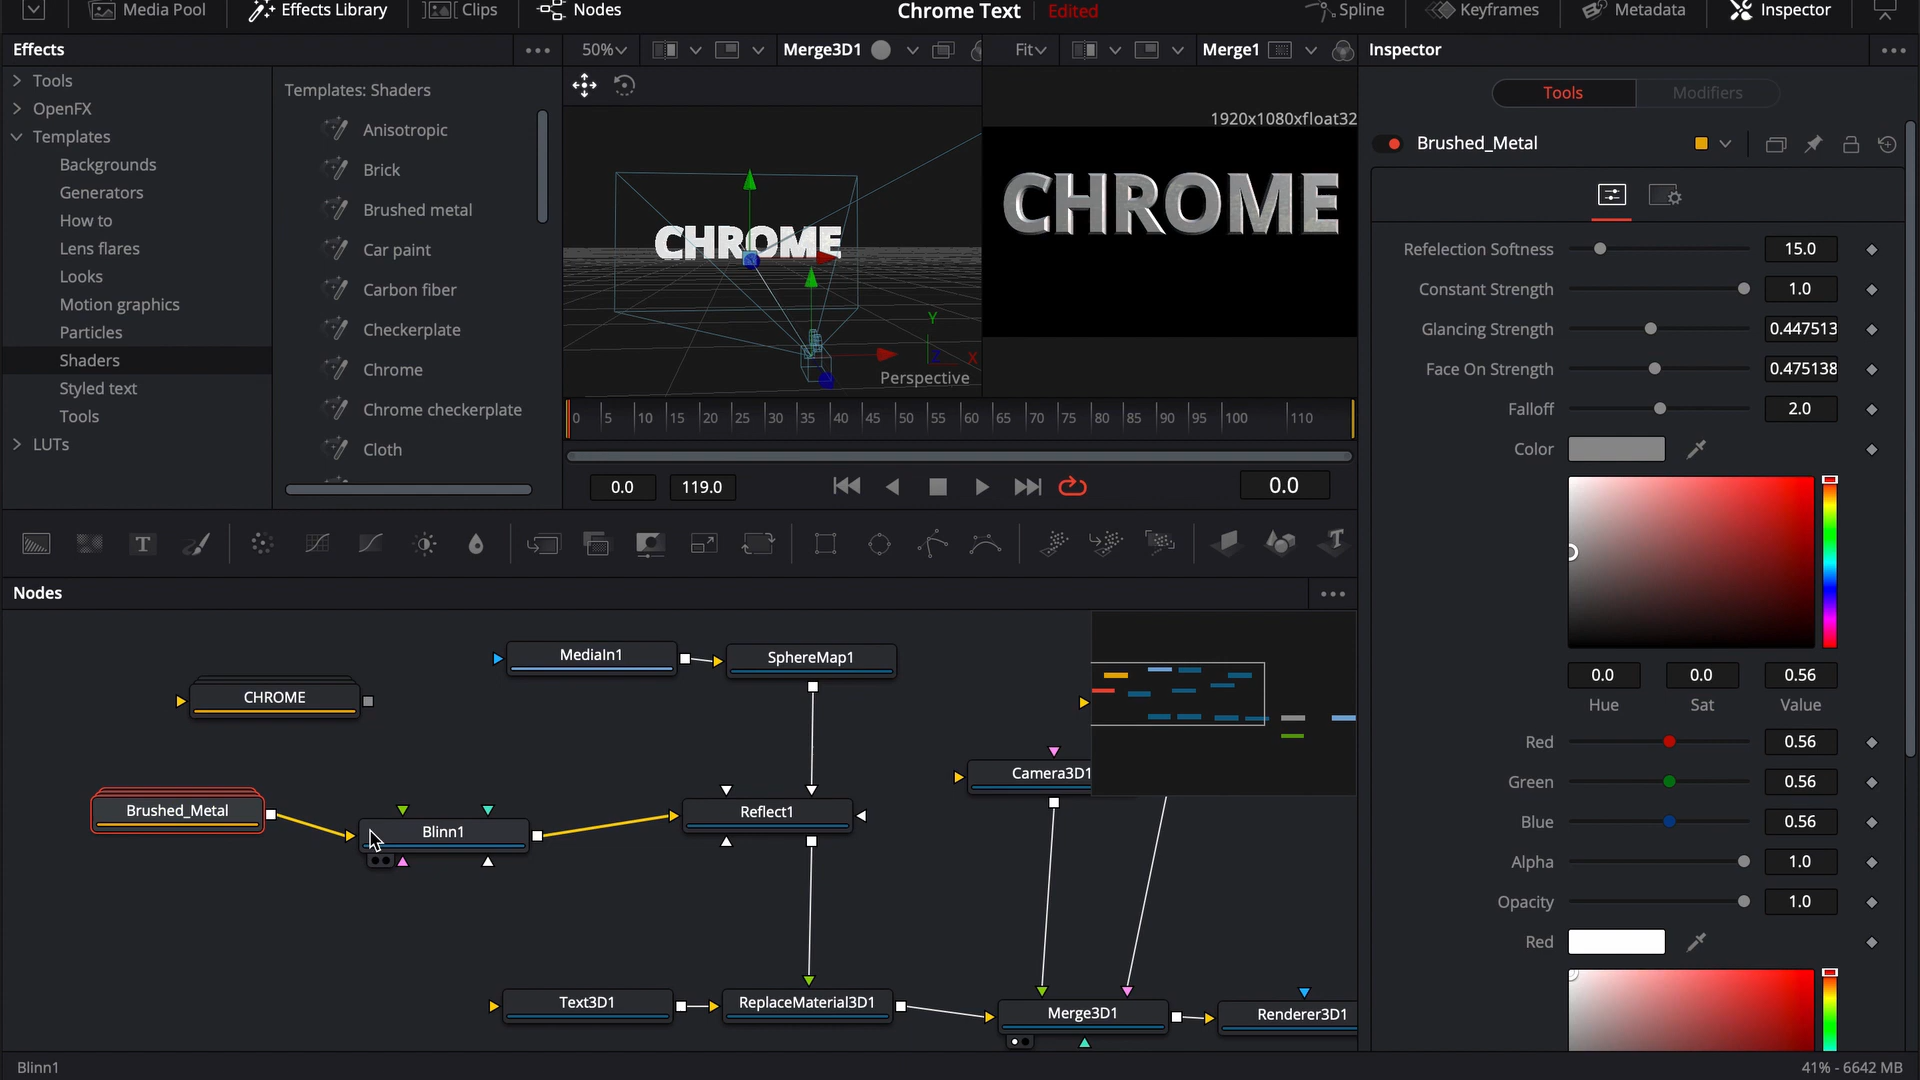 Media Pool
Effects Library
Clips
Nodes
Chrome Text
Edited
Spline
Keyframes
Metadata
Inspector
Effects
50%
Merge3D1
Fit
Merge1
Inspector
Tools
OpenFX
Templates
Backgrounds
Generators
How to
Lens flares
Looks
Motion graphics
Particles
Shaders
Styled text
Tools
LUTs
Templates: Shaders
Anisotropic
Brick
Brushed metal
Car paint
Carbon fiber
Checkerplate
Chrome
Chrome checkerplate
Cloth
CHROME
Y
Z
X
Perspective
1920x1080xfloat32
CHROME
0 5 10 15 20 25 30 35 40 45 50 55 60 65 70 75 80 85 90 95 100 110
0.0
119.0
0.0
Tools
Modifiers
Brushed_Metal
Refelection Softness 15.0
Constant Strength 1.0
Glancing Strength 0.447513
Face On Strength 0.475138
Falloff 2.0
Color
0.0 0.0 0.56
Hue Sat Value
Red 0.56
Green 0.56
Blue 0.56
Alpha 1.0
Opacity 1.0
Red
T
T
Nodes
MediaIn1
SphereMap1
CHROME
Camera3D1
Brushed_Metal
Blinn1
Reflect1
Text3D1
ReplaceMaterial3D1
Merge3D1
Renderer3D1
Blinn1
41% - 6642 MB